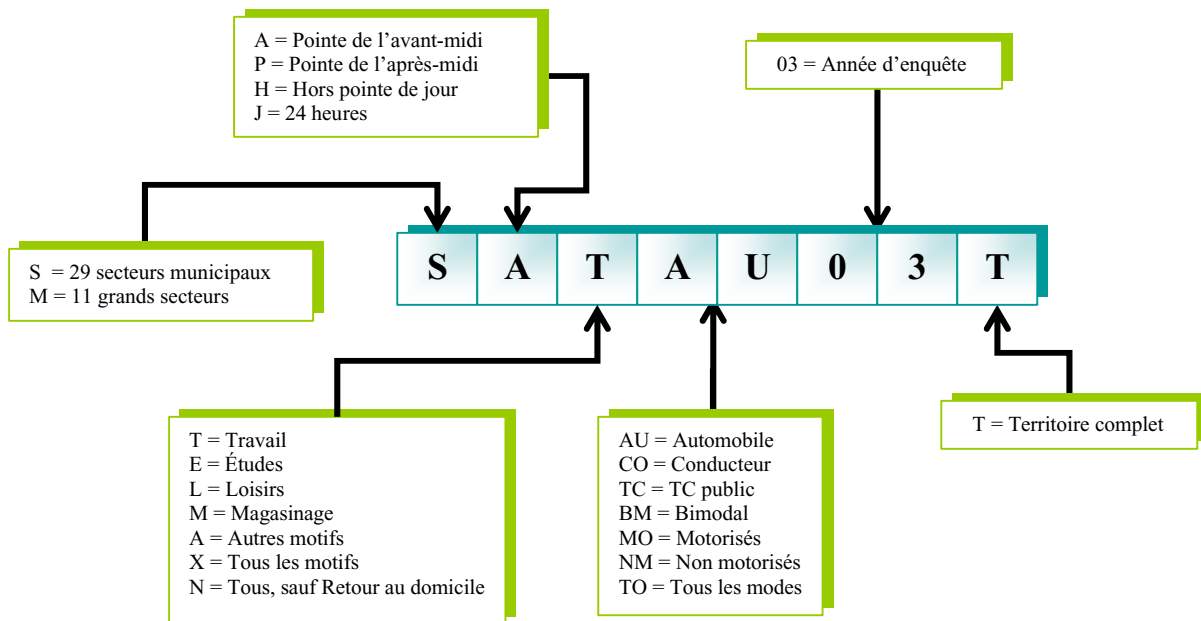 A = Pointe de l’avant-midi
P = Pointe de l’après-midi
H = Hors pointe de jour
J = 24 heures
03 = Année d’enquête
S = 29 secteurs municipaux
M = 11 grands secteurs
S A T A U 0 3 T
T = Travail
E = Études
L = Loisirs
M = Magasinage
A = Autres motifs
X = Tous les motifs
N = Tous, sauf Retour au domicile
AU = Automobile
CO = Conducteur
TC = TC public
BM = Bimodal
MO = Motorisés
NM = Non motorisés
TO = Tous les modes
T = Territoire complet